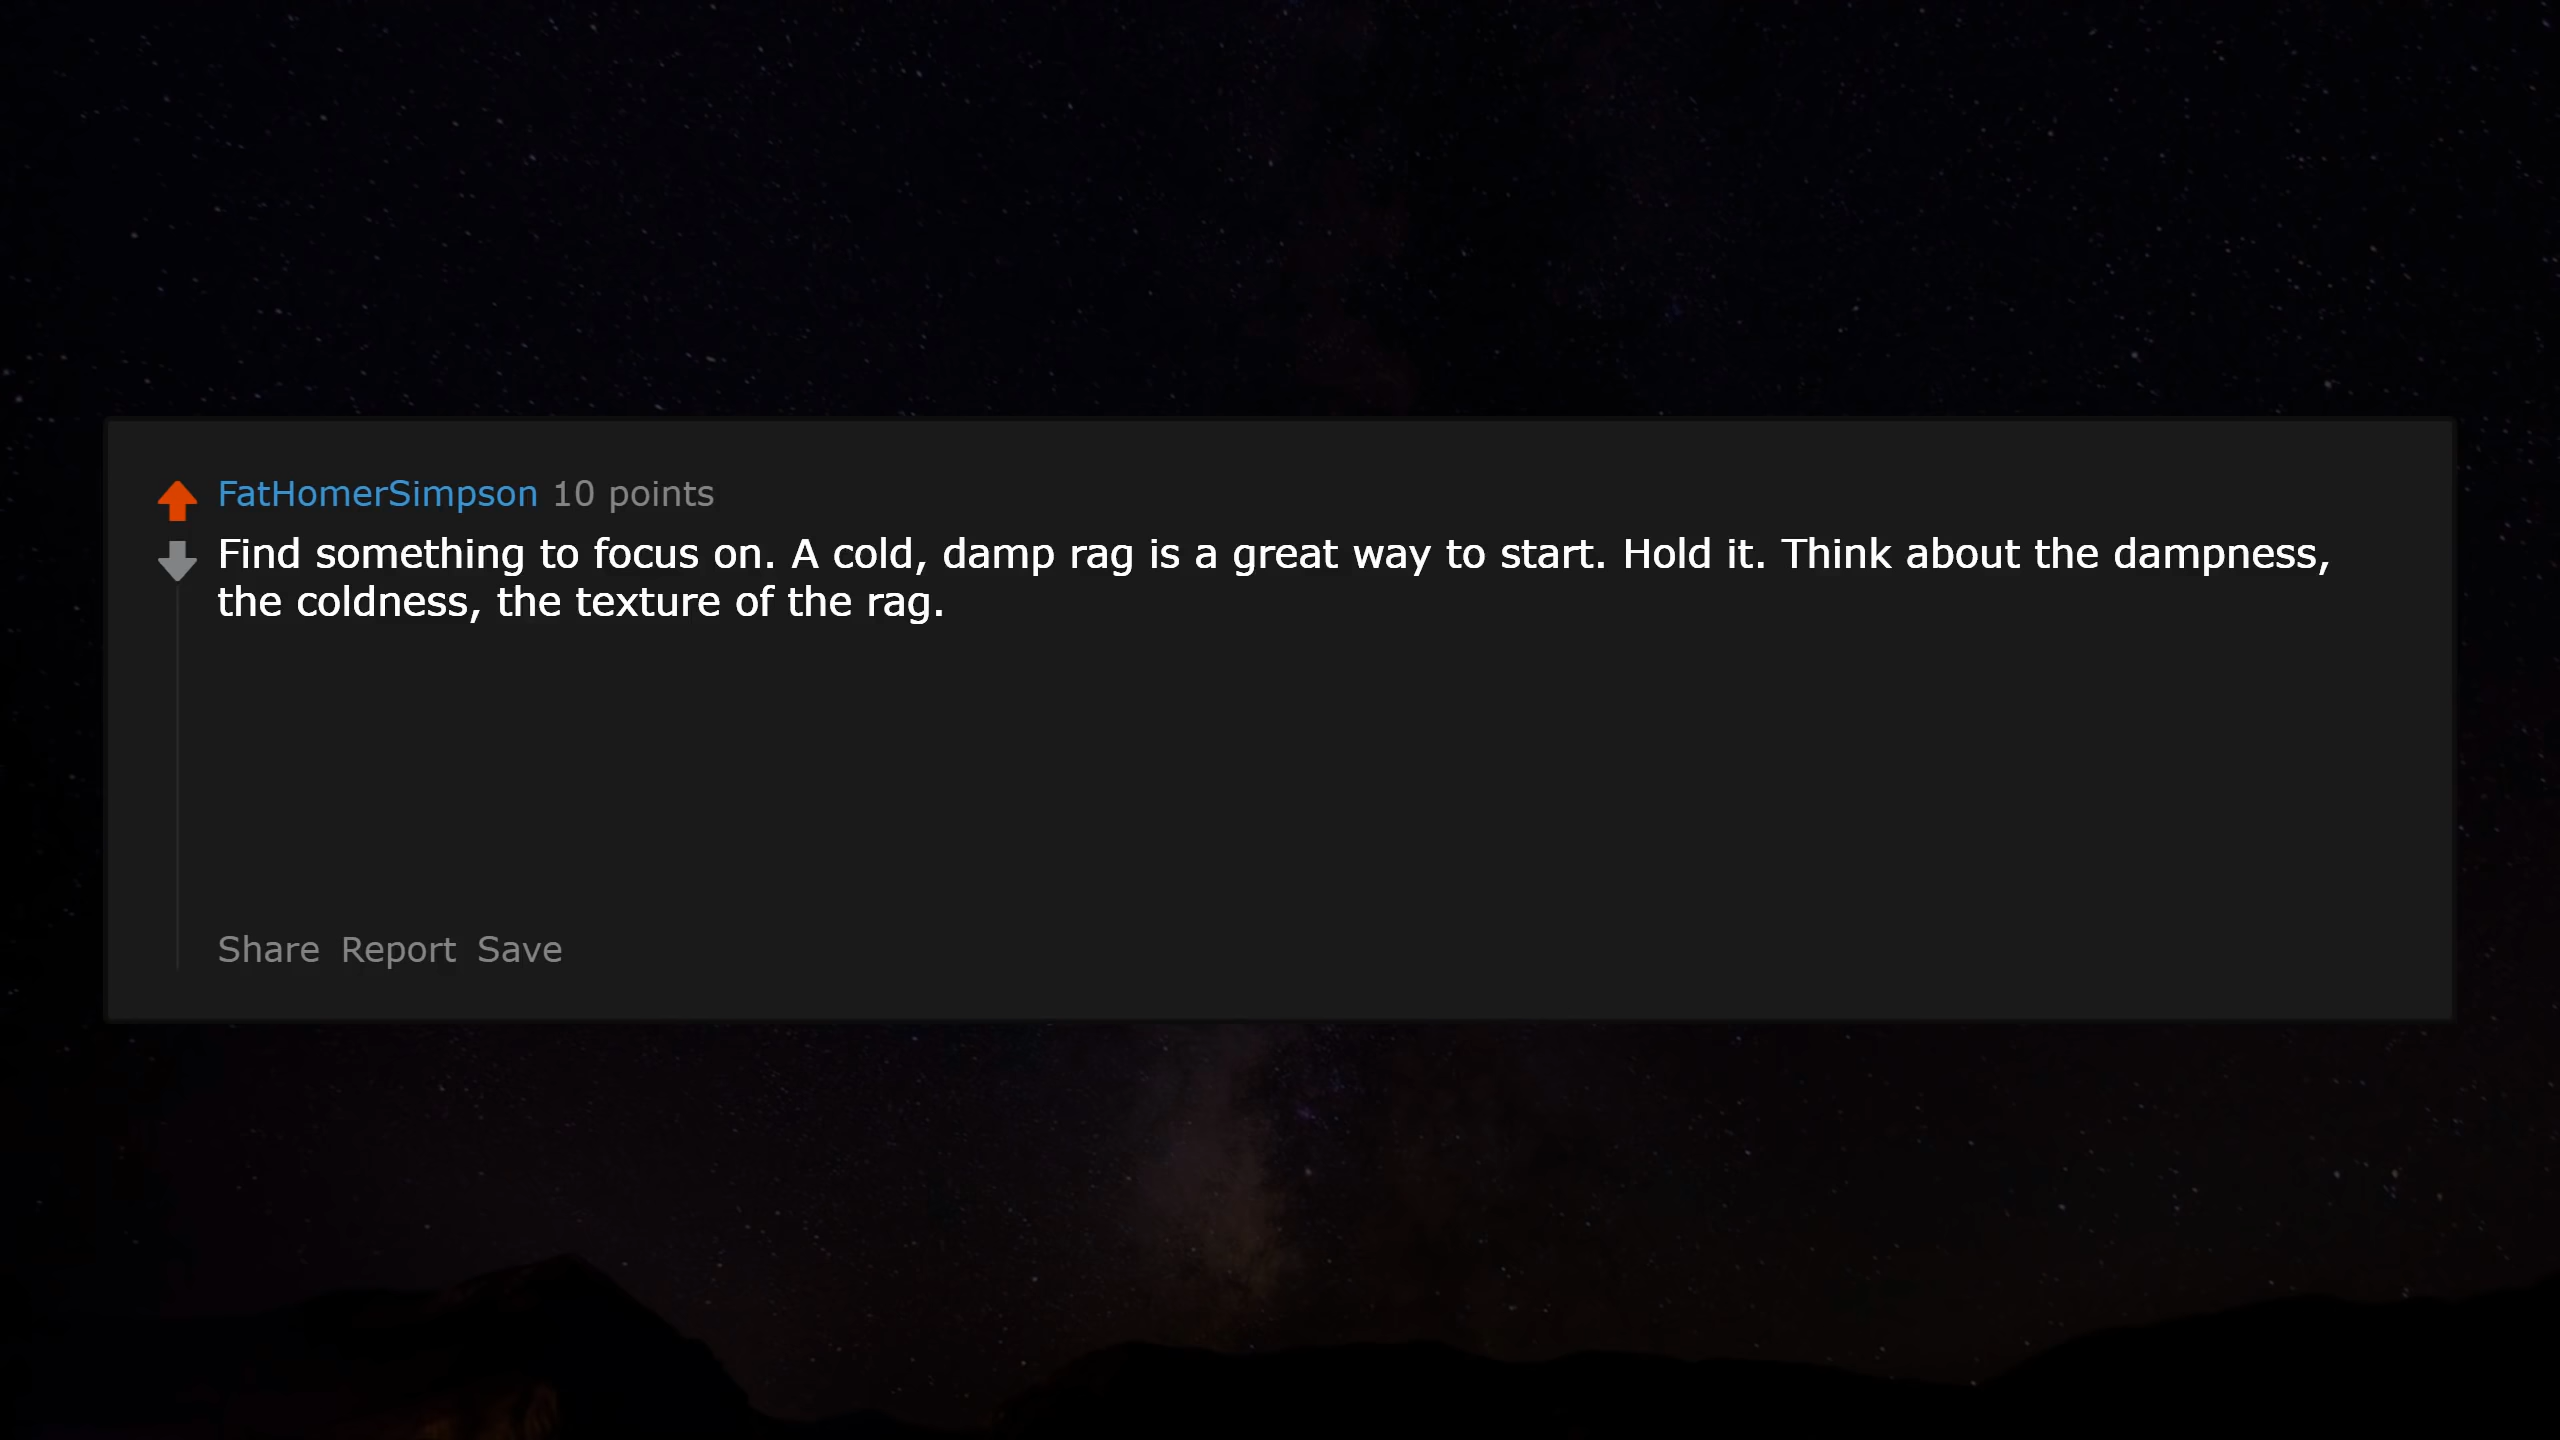 FatHomerSimpson 10 points
Find something to focus on. A cold, damp rag is a great way to start. Hold it. Think about the dampness,
the coldness, the texture of the rag.
Share Report Save